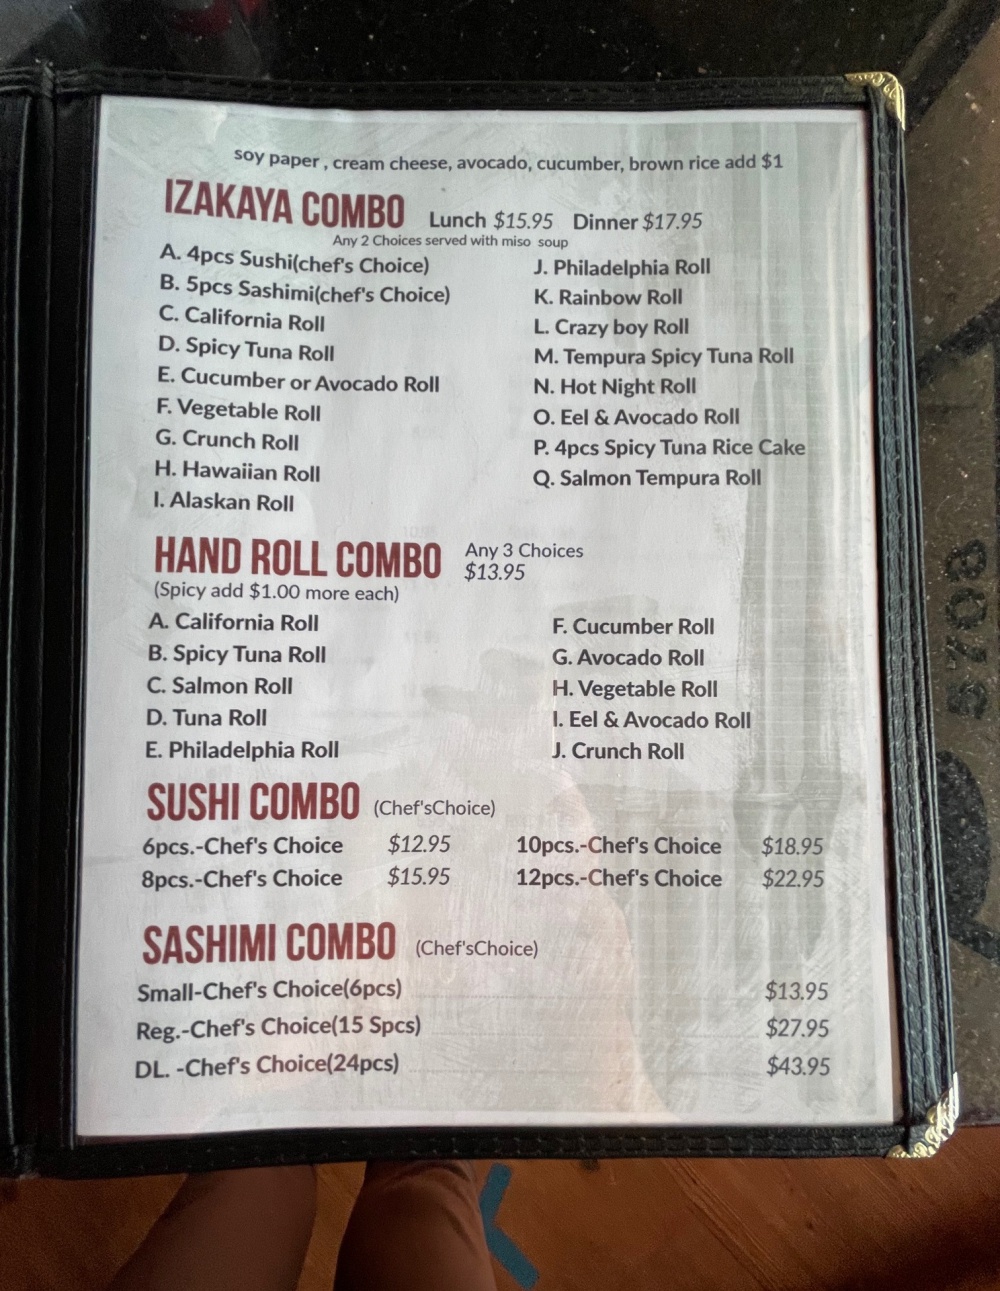 soy paper , cream cheese, avocado, cucumber, brown rice add $1
IZAKAYA COMBO Lunch $15.95 Dinner $17.95
Any 2 Choices served with miso soup
A. 4pcs Sushi(chef's Choice)
B. 5pcs Sashimi(chef's Choice)
C. California Roll
D. Spicy Tuna Roll
E. Cucumber or Avocado Roll
F. Vegetable Roll
G. Crunch Roll
H. Hawaiian Roll
I. Alaskan Roll
J. Philadelphia Roll
K. Rainbow Roll
L. Crazy boy Roll
M. Tempura Spicy Tuna Roll
N. Hot Night Roll
O. Eel & Avocado Roll
P. 4pcs Spicy Tuna Rice Cake
Q. Salmon Tempura Roll
HAND ROLL COMBO Any 3 Choices
$13.95
(Spicy add $1.00 more each)
A. California Roll
B. Spicy Tuna Roll
C. Salmon Roll
D. Tuna Roll
E. Philadelphia Roll
F. Cucumber Roll
G. Avocado Roll
H. Vegetable Roll
I. Eel & Avocado Roll
J. Crunch Roll
SUSHI COMBO (Chef'sChoice)
6pcs.-Chef's Choice $12.95 10pcs.-Chef's Choice $18.95
8pcs.-Chef's Choice $15.95 12pcs.-Chef's Choice $22.95
SASHIMI COMBO (Chef'sChoice)
Small-Chef's Choice(6pcs) $13.95
Reg.-Chef's Choice(15 Spcs) $27.95
DL. -Chef's Choice(24pcs) $43.95